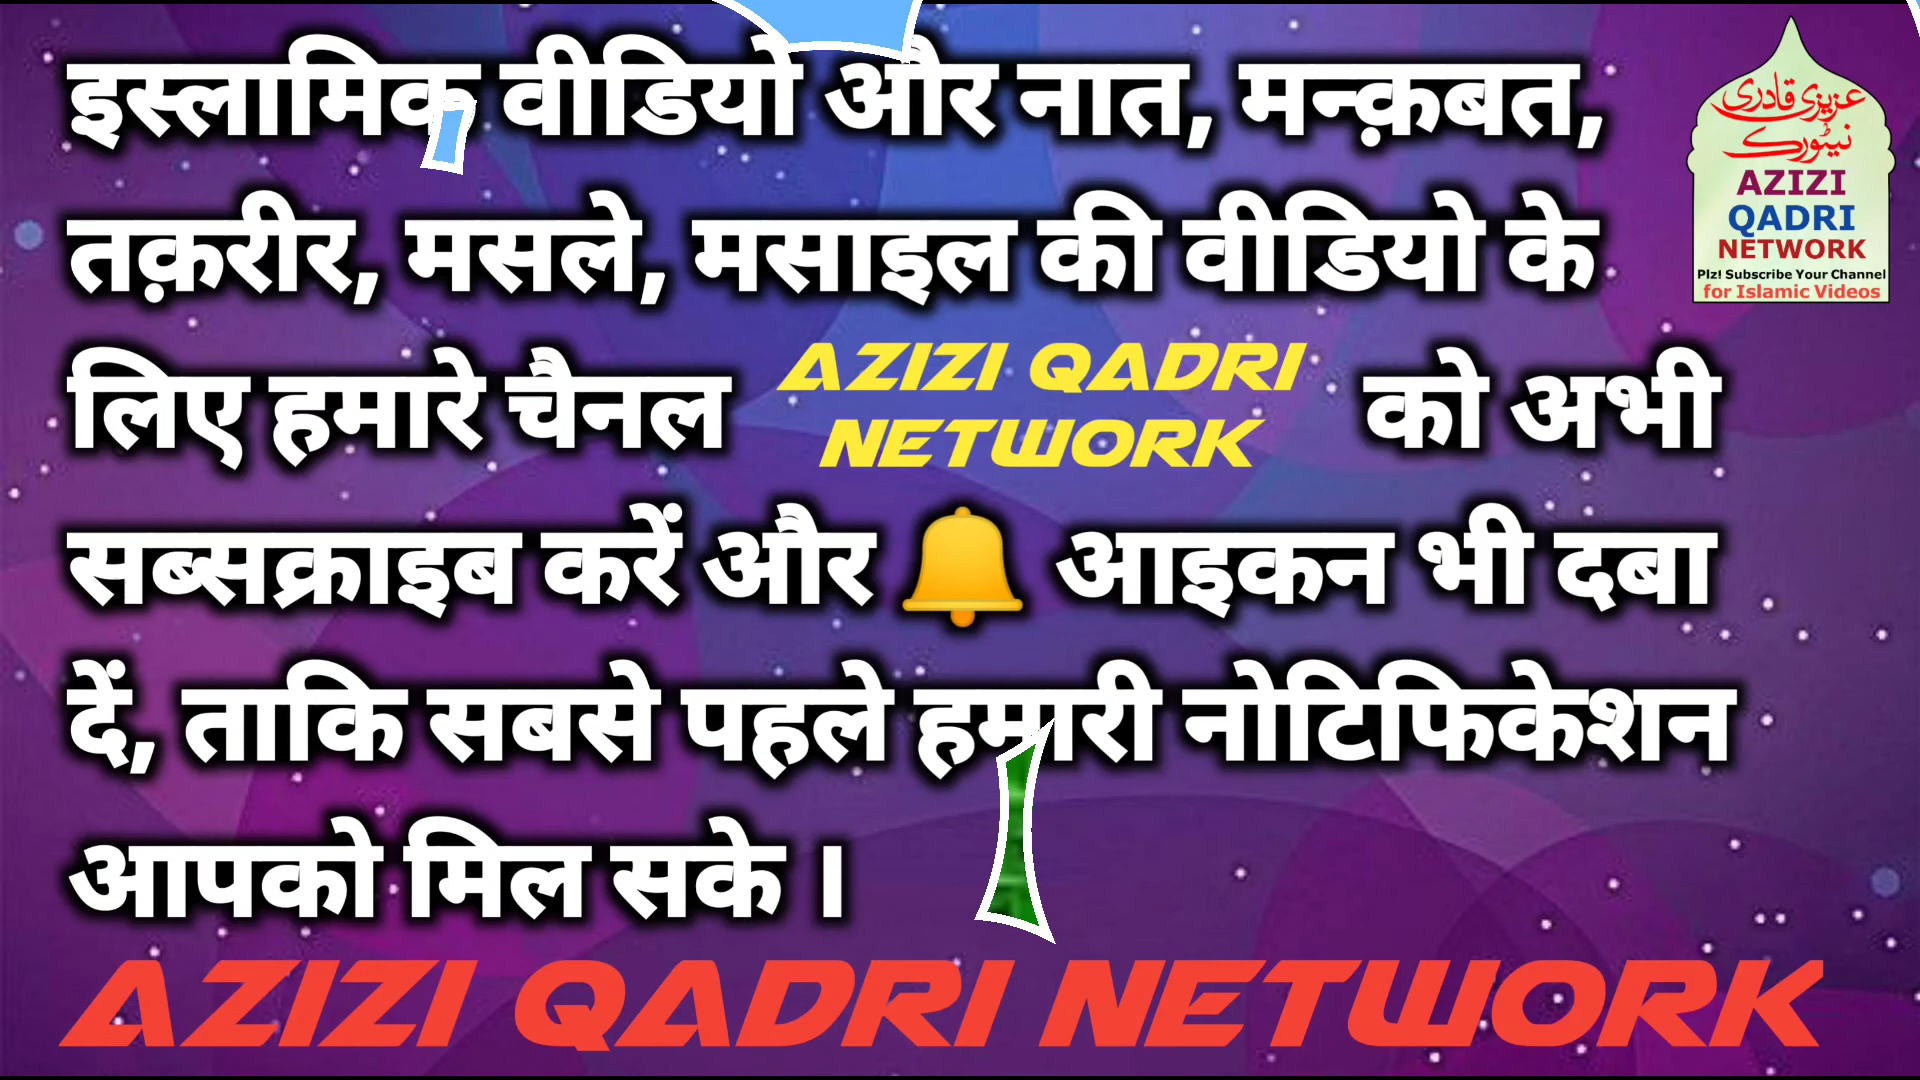 इस्लामिक वीडियो और नात, मन्क़बत,
तक़रीर, मसले, मसाइल की वीडियो के
लिए हमारे चैनल AZIZI QADRI NETWORK को अभी
सब्सक्राइब करें और 🔔 आइकन भी दबा
दें, ताकि सबसे पहले हमारी नोटिफिकेशन
आपको मिल सके ।
AZIZI QADRI NETWORK
عزیزی قادری
نیٹورک
AZIZI
QADRI
NETWORK
Plz! Subscribe Your Channel
for Islamic Videos